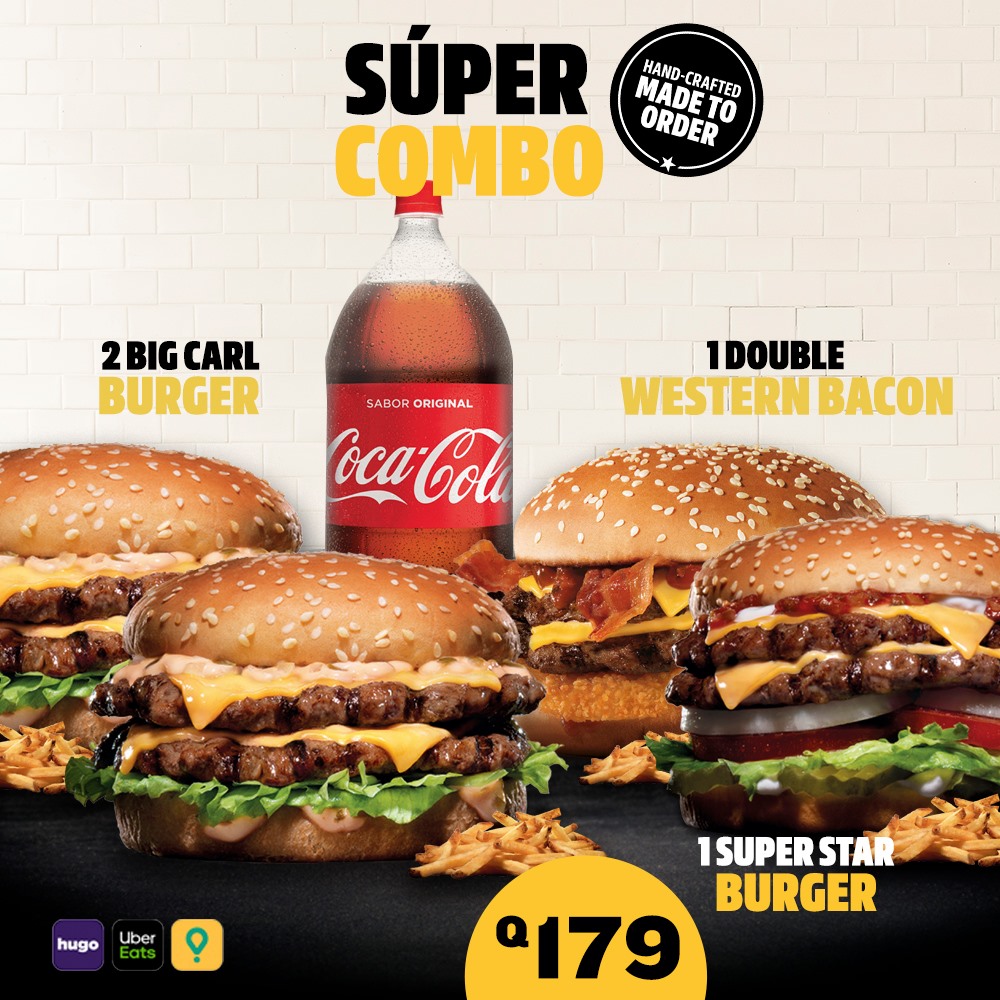 SÚPER
COMBO
HAND-CRAFTED
MADE TO
ORDER
2 BIG CARL
BURGER
1 DOUBLE
WESTERN BACON
SABOR ORIGINAL
Coca-Cola
1 SUPER STAR
BURGER
hugo
Uber
Eats
Q179